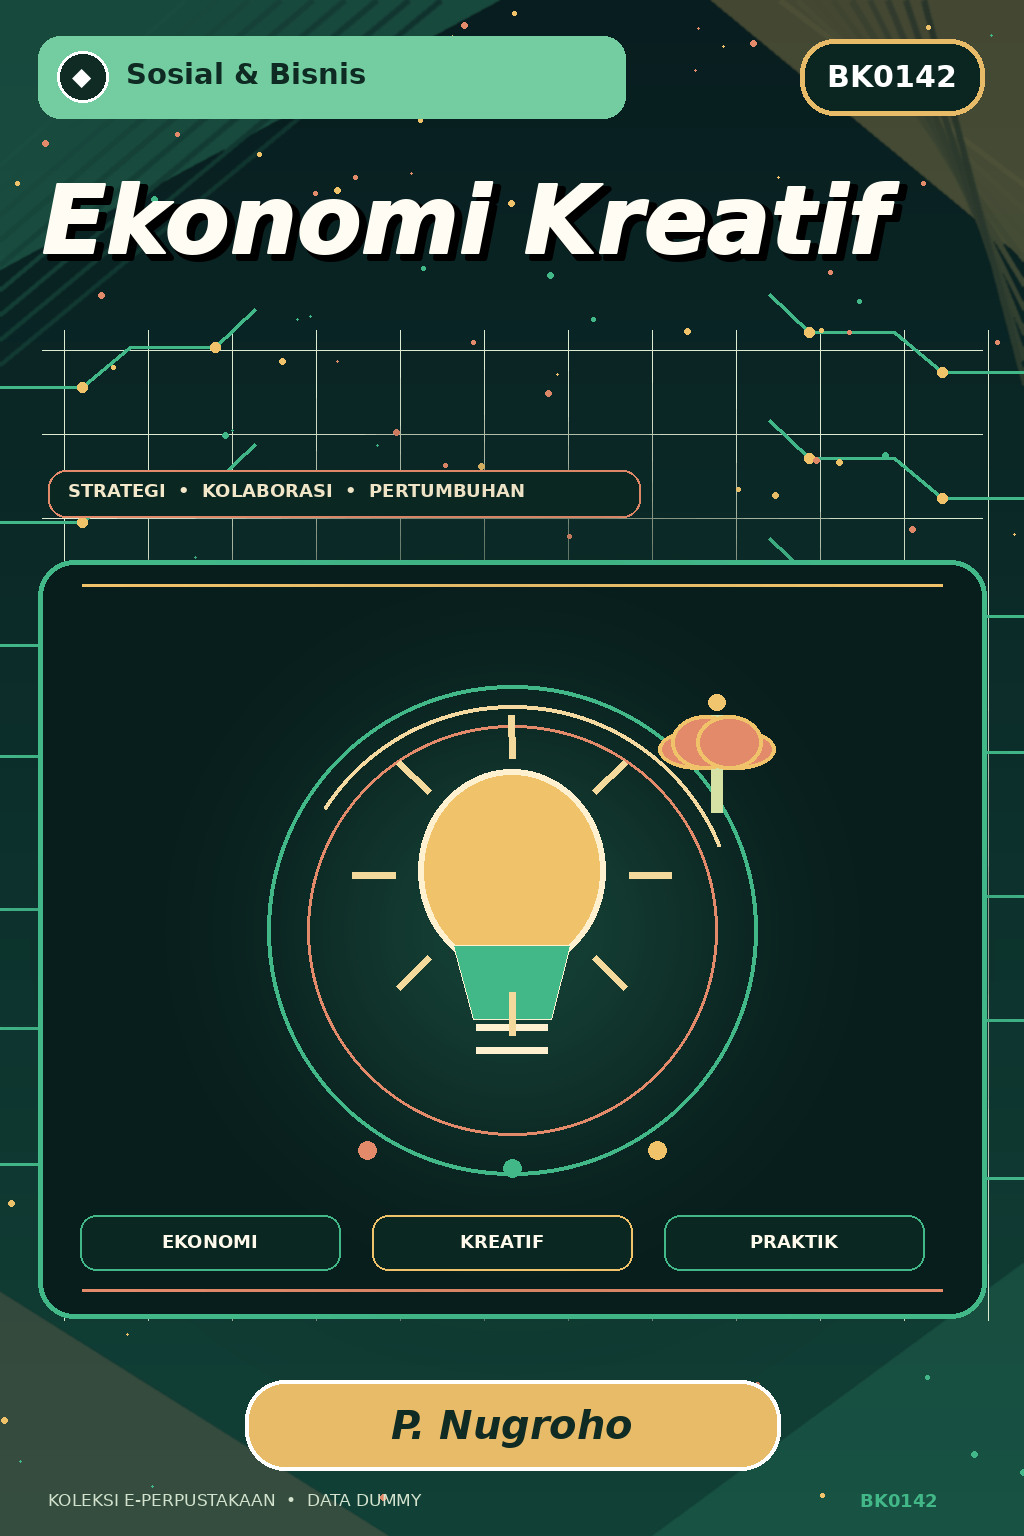 Sosial & Bisnis
BK0142
Ekonomi Kreatif
STRATEGI • KOLABORASI • PERTUMBUHAN
EKONOMI
KREATIF
PRAKTIK
P. Nugroho
KOLEKSI E-PERPUSTAKAAN • DATA DUMMY
BK0142